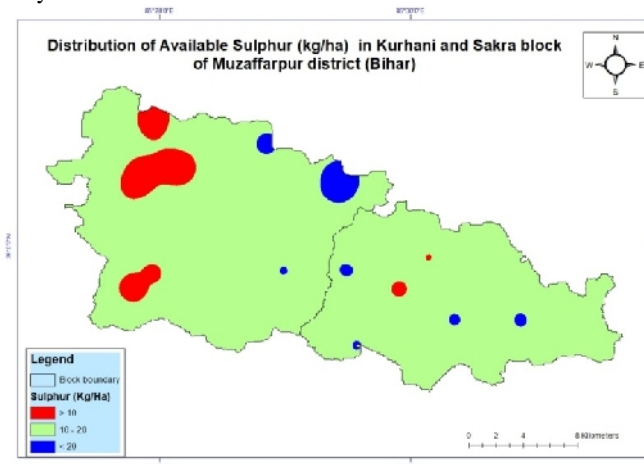 Distribution of Available Sulphur (kg/ha) in Kurhani and Sakra block
of Muzaffarpur district (Bihar)
N
W
E
S
Legend
Block boundary
Sulphur (Kg/Ha)
> 10
10 - 20
< 20
0 2 4 8 Kilometers